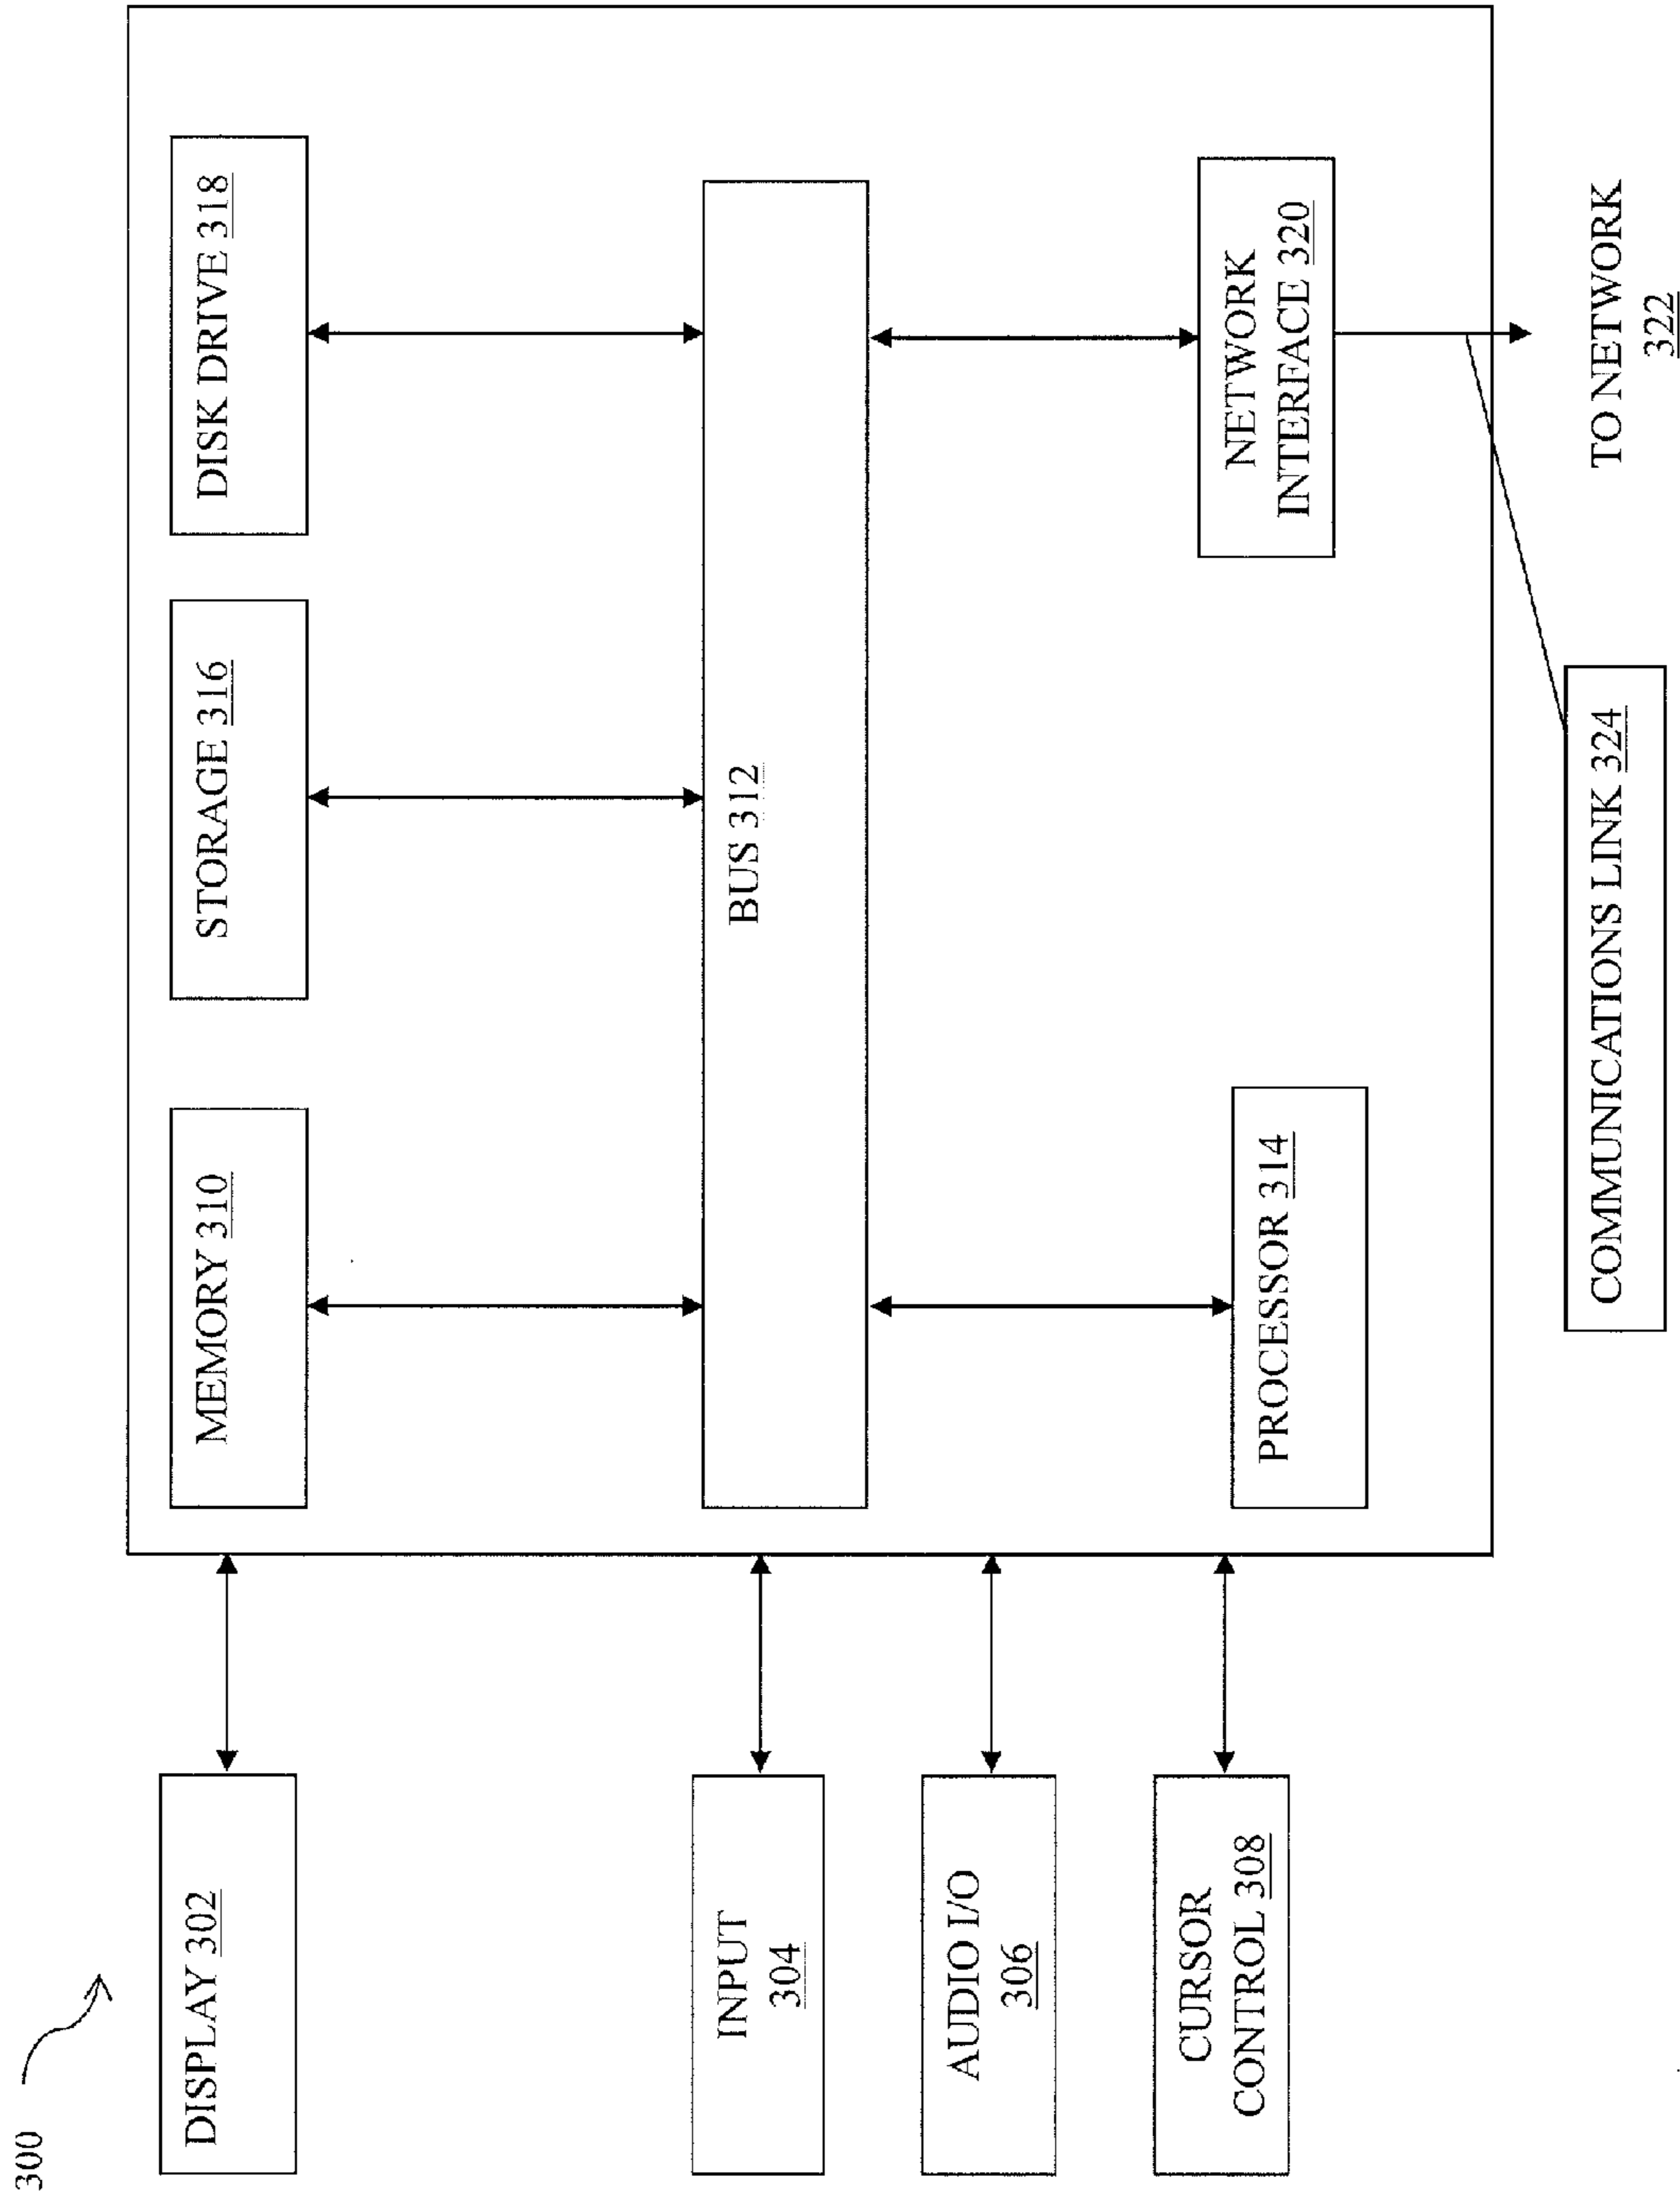 300
DISPLAY 302
INPUT
304
AUDIO I/O
306
CURSOR
CONTROL 308
MEMORY 310
STORAGE 316
DISK DRIVE 318
BUS 312
PROCESSOR 314
NETWORK
INTERFACE 320
COMMUNICATIONS LINK 324
TO NETWORK
322